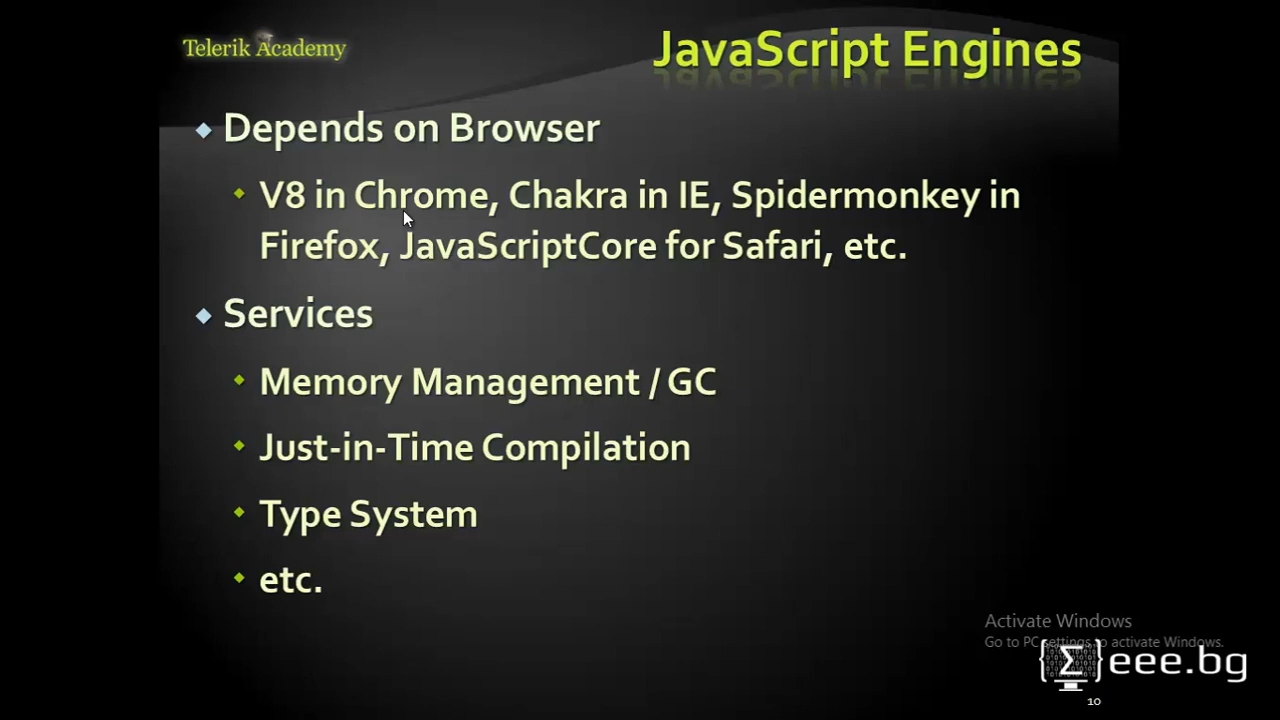 Telerik Academy
JavaScript Engines
Depends on Browser
V8 in Chrome, Chakra in IE, Spidermonkey in
Firefox, JavaScriptCore for Safari, etc.
Services
Memory Management / GC
Just-in-Time Compilation
Type System
etc.
Activate Windows
Go to PC settings to activate Windows.
Σ eee.bg
10